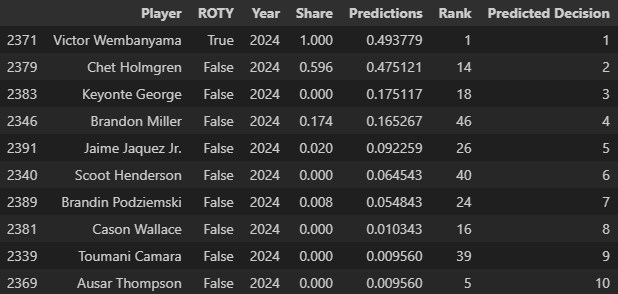 Player ROTY Year Share Predictions Rank Predicted Decision
2371 Victor Wembanyama True 2024 1.000 0.493779 1 1
2379 Chet Holmgren False 2024 0.596 0.475121 14 2
2383 Keyonte George False 2024 0.000 0.175117 18 3
2346 Brandon Miller False 2024 0.174 0.165267 46 4
2391 Jaime Jaquez Jr. False 2024 0.020 0.092259 26 5
2340 Scoot Henderson False 2024 0.000 0.064543 40 6
2389 Brandin Podziemski False 2024 0.008 0.054843 24 7
2381 Cason Wallace False 2024 0.000 0.010343 16 8
2339 Toumani Camara False 2024 0.000 0.009560 39 9
2369 Ausar Thompson False 2024 0.000 0.009560 5 10